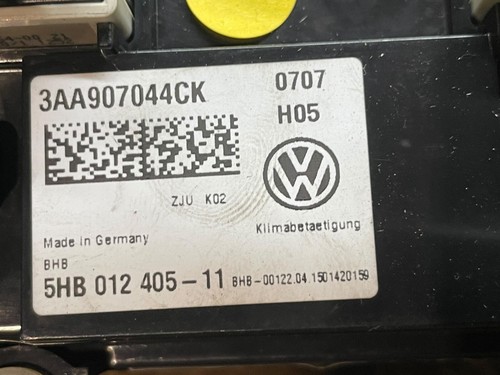 3AA907044CK
0707
H05
ZJU K02
Klimabetaetigung
Made in Germany
BHB
5HB 012 405-11 BHB-00122.04.1501420159